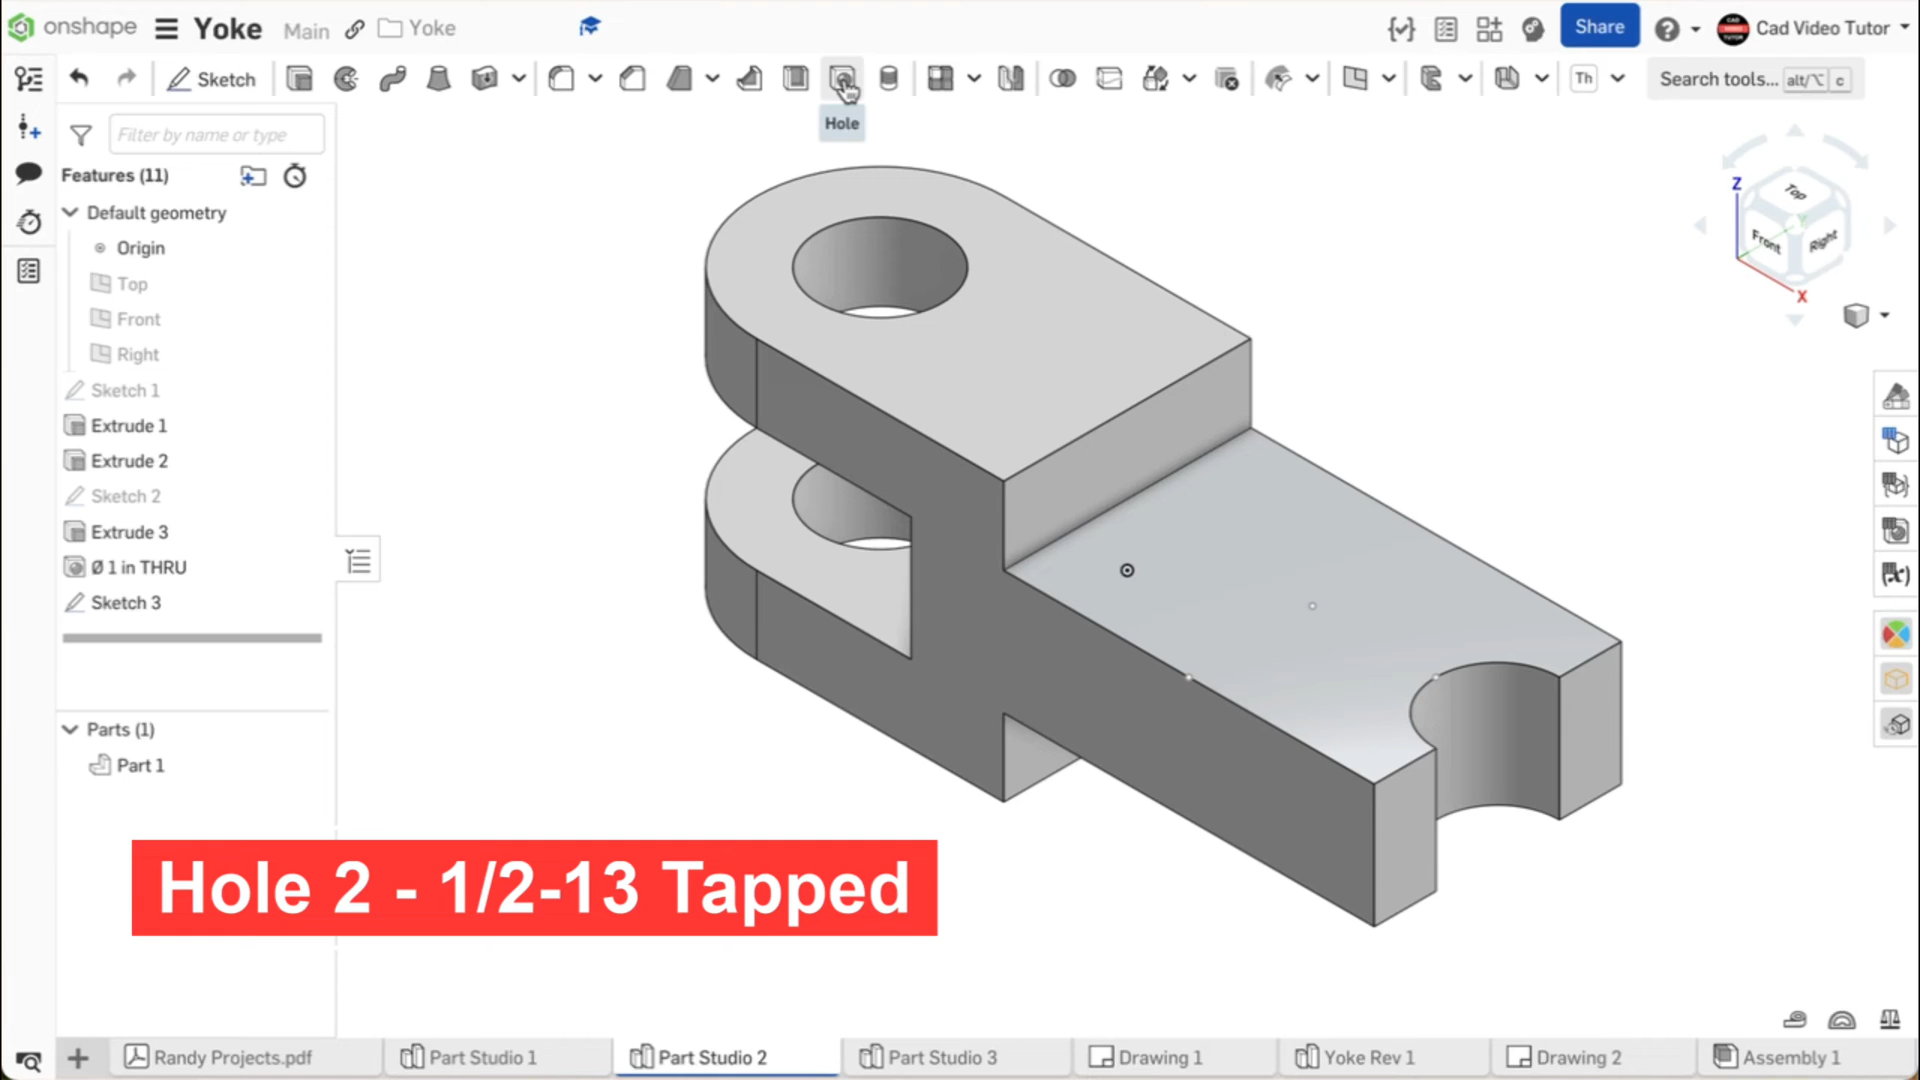 onshape Yoke Main Yoke Share Cad Video Tutor
Sketch Th Search tools... alt/⌥ c
Hole
Filter by name or type
Features (11)
Default geometry
Origin
Top
Front
Right
Sketch 1
Extrude 1
Extrude 2
Sketch 2
Extrude 3
Ø 1 in THRU
Sketch 3
Parts (1)
Part 1
Z
Top
Front
Right
X
Hole 2 - 1/2-13 Tapped
Randy Projects.pdf Part Studio 1 Part Studio 2 Part Studio 3 Drawing 1 Yoke Rev 1 Drawing 2 Assembly 1